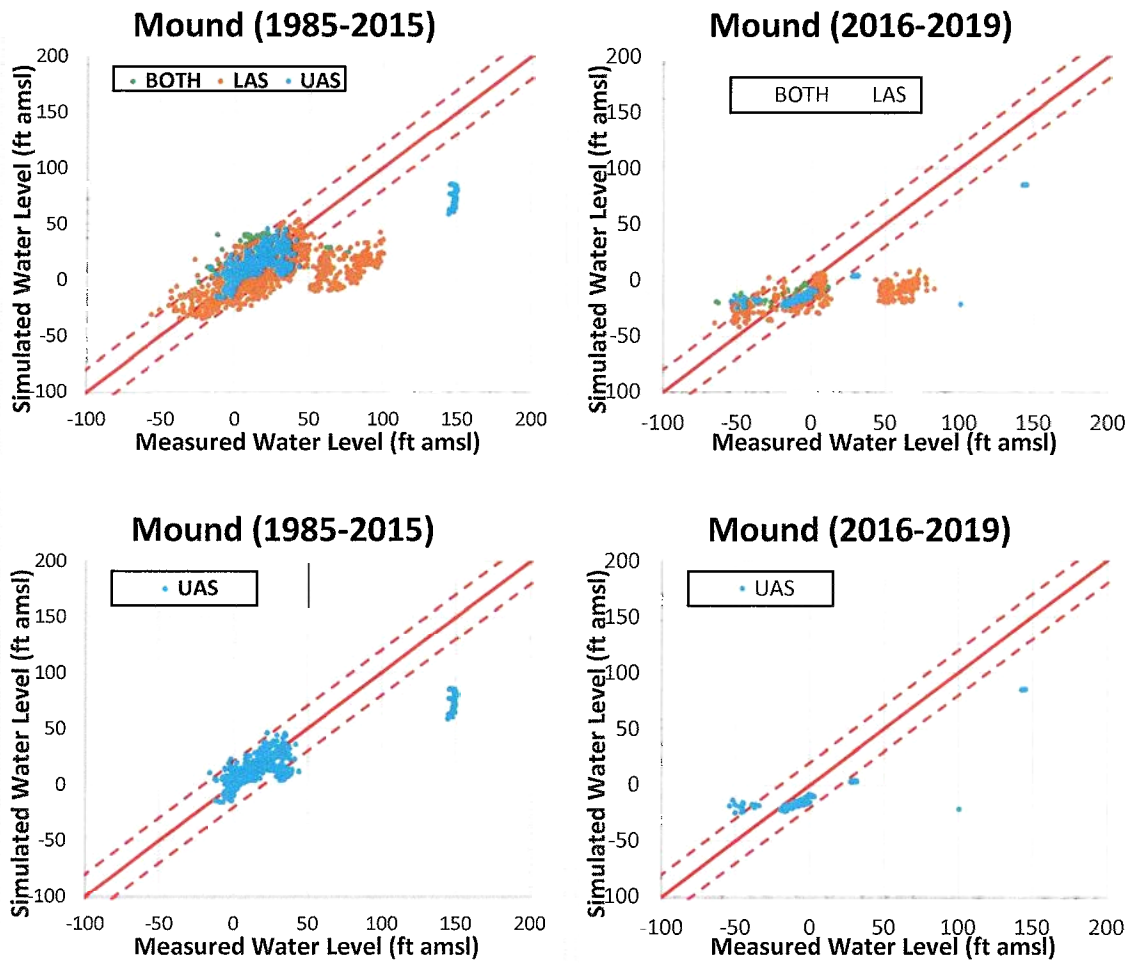 Mound (1985-2015)
Simulated Water Level (ft amsl)
200
150
100
50
0
-50
-100
BOTH LAS UAS
-100 -50 0 50 100 150 200
Measured Water Level (ft amsl)
Mound (2016-2019)
Simulated Water Level (ft amsl)
200
150
100
50
0
-50
-100
BOTH LAS
-100 -50 0 50 100 150 200
Measured Water Level (ft amsl)
Mound (1985-2015)
Simulated Water Level (ft amsl)
200
150
100
50
0
-50
-100
UAS
-100 -50 0 50 100 150 200
Measured Water Level (ft amsl)
Mound (2016-2019)
Simulated Water Level (ft amsl)
200
150
100
50
0
-50
-100
UAS
-100 -50 0 50 100 150 200
Measured Water Level (ft amsl)